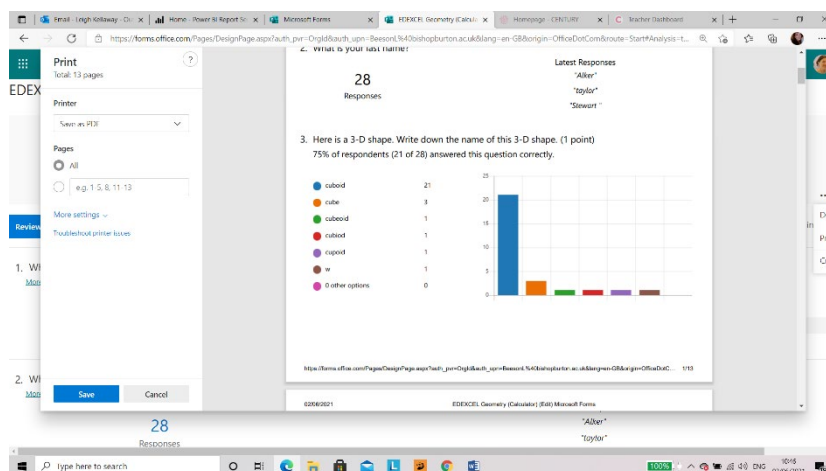 Email - Leigh Kellaway - Ou
Home - Power BI Report Se
Microsoft Forms
EDEXCEL Geometry (Calcula
Homepage - CENTURY
Teacher Dashboard
Print
Total: 13 pages
?
Printer
Save as PDF
Pages
All
e.g. 1-5, 8, 11-13
More settings
Troubleshoot printer issues
Save
Cancel
EDEX
Review
1. Wh
2. Wh
2. What is your last name?
28
Responses
Latest Responses
"Alker"
"taylor"
"Stewart "
3. Here is a 3-D shape. Write down the name of this 3-D shape. (1 point)
75% of respondents (21 of 28) answered this question correctly.
cuboid 21
cube 3
cubeoid 1
cubiod 1
cupoid 1
w 1
0 other options 0
25
20
15
10
5
0
1/13
02/06/2021
EDEXCEL Geometry (Calculator) (Edit) Microsoft Forms
28
Responses
"Alker"
"taylor"
Type here to search
100%
ENG